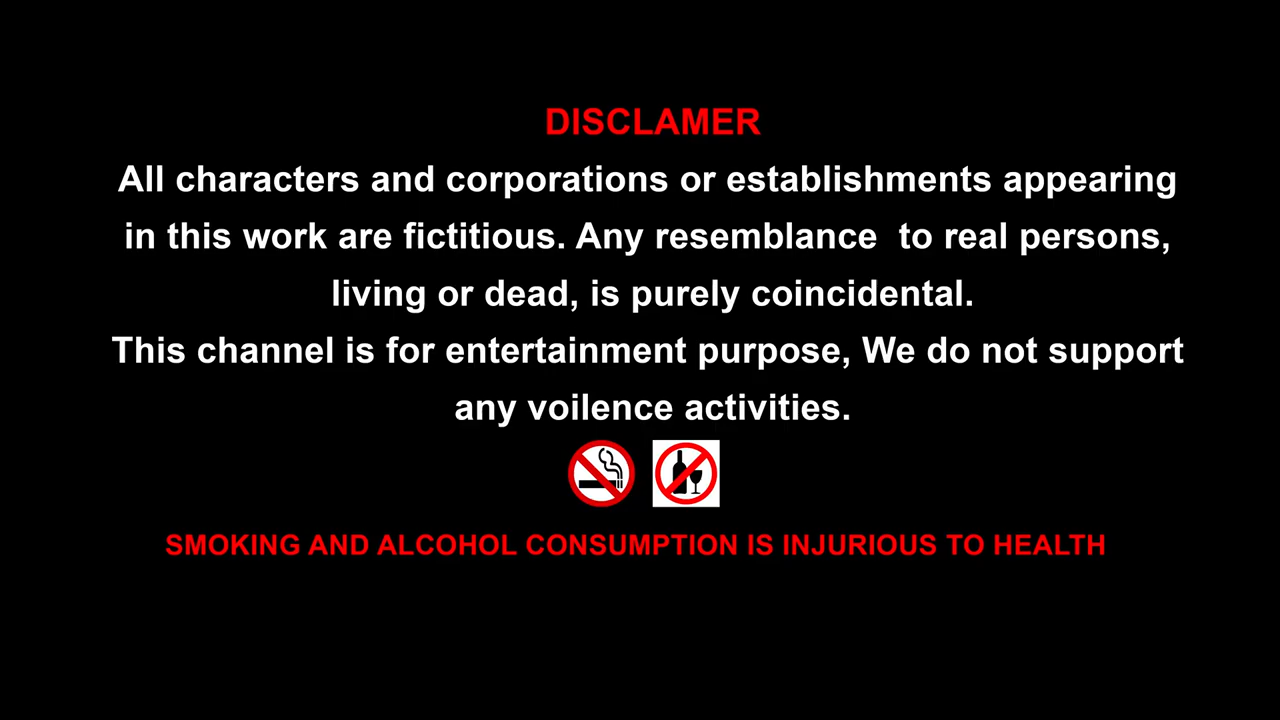 DISCLAMER
All characters and corporations or establishments appearing
in this work are fictitious. Any resemblance  to real persons,
living or dead, is purely coincidental.
This channel is for entertainment purpose, We do not support
any voilence activities.
SMOKING AND ALCOHOL CONSUMPTION IS INJURIOUS TO HEALTH